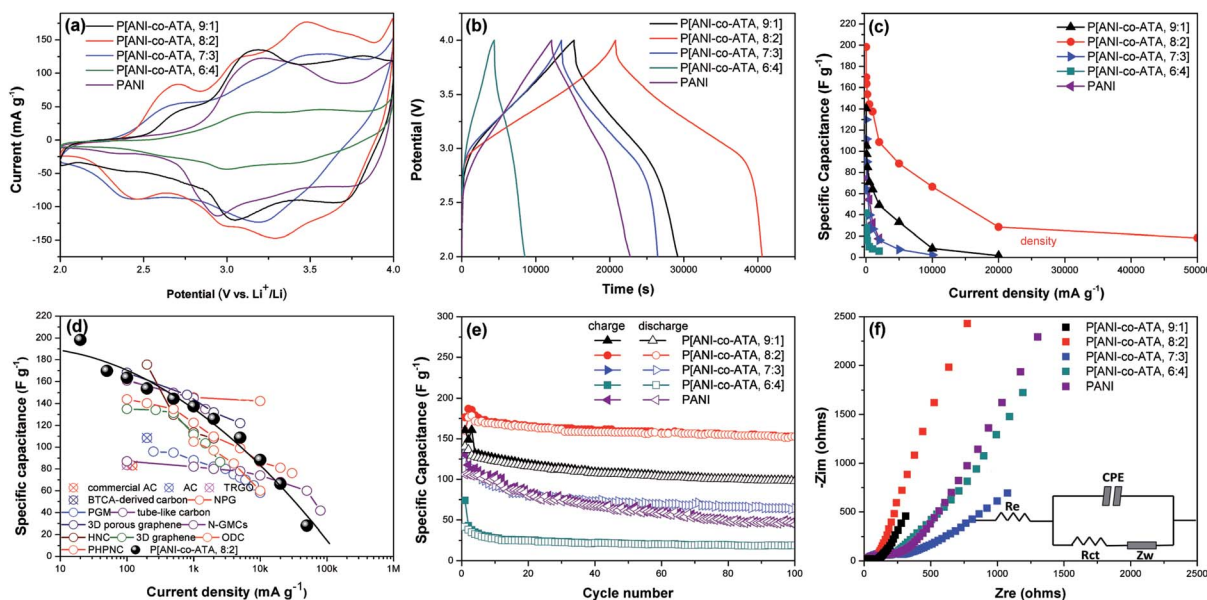 (a)
P[ANI-co-ATA, 9:1]
P[ANI-co-ATA, 8:2]
P[ANI-co-ATA, 7:3]
P[ANI-co-ATA, 6:4]
PANI
Current (mA g⁻¹)
150
100
50
0
-50
-100
-150
2.0 2.5 3.0 3.5 4.0
Potential (V vs. Li⁺/Li)
(b)
P[ANI-co-ATA, 9:1]
P[ANI-co-ATA, 8:2]
P[ANI-co-ATA, 7:3]
P[ANI-co-ATA, 6:4]
PANI
Potential (V)
4.0
3.5
3.0
2.5
2.0
0 10000 20000 30000 40000
Time (s)
(c)
P[ANI-co-ATA, 9:1]
P[ANI-co-ATA, 8:2]
P[ANI-co-ATA, 7:3]
P[ANI-co-ATA, 6:4]
PANI
Specific Capacitance (F g⁻¹)
220
200
180
160
140
120
100
80
60
40
20
0
density
0 10000 20000 30000 40000 50000
Current density (mA g⁻¹)
(d)
Specific capacitance (F g⁻¹)
220
200
180
160
140
120
100
80
60
40
20
0
commercial AC AC TRGO
BTCA-derived carbon NPG
PGM tube-like carbon
3D porous graphene N-GMCs
HNC 3D graphene ODC
PHPNC P[ANI-co-ATA, 8:2]
10 100 1000 10k 100k 1M
Current density (mA g⁻¹)
(e)
charge discharge
P[ANI-co-ATA, 9:1]
P[ANI-co-ATA, 8:2]
P[ANI-co-ATA, 7:3]
P[ANI-co-ATA, 6:4]
PANI
Specific Capacitance (F g⁻¹)
300
250
200
150
100
50
0
0 20 40 60 80 100
Cycle number
(f)
P[ANI-co-ATA, 9:1]
P[ANI-co-ATA, 8:2]
P[ANI-co-ATA, 7:3]
P[ANI-co-ATA, 6:4]
PANI
-Zim (ohms)
2500
2000
1500
1000
500
0
CPE
Re
Rct Zw
0 500 1000 1500 2000 2500
Zre (ohms)